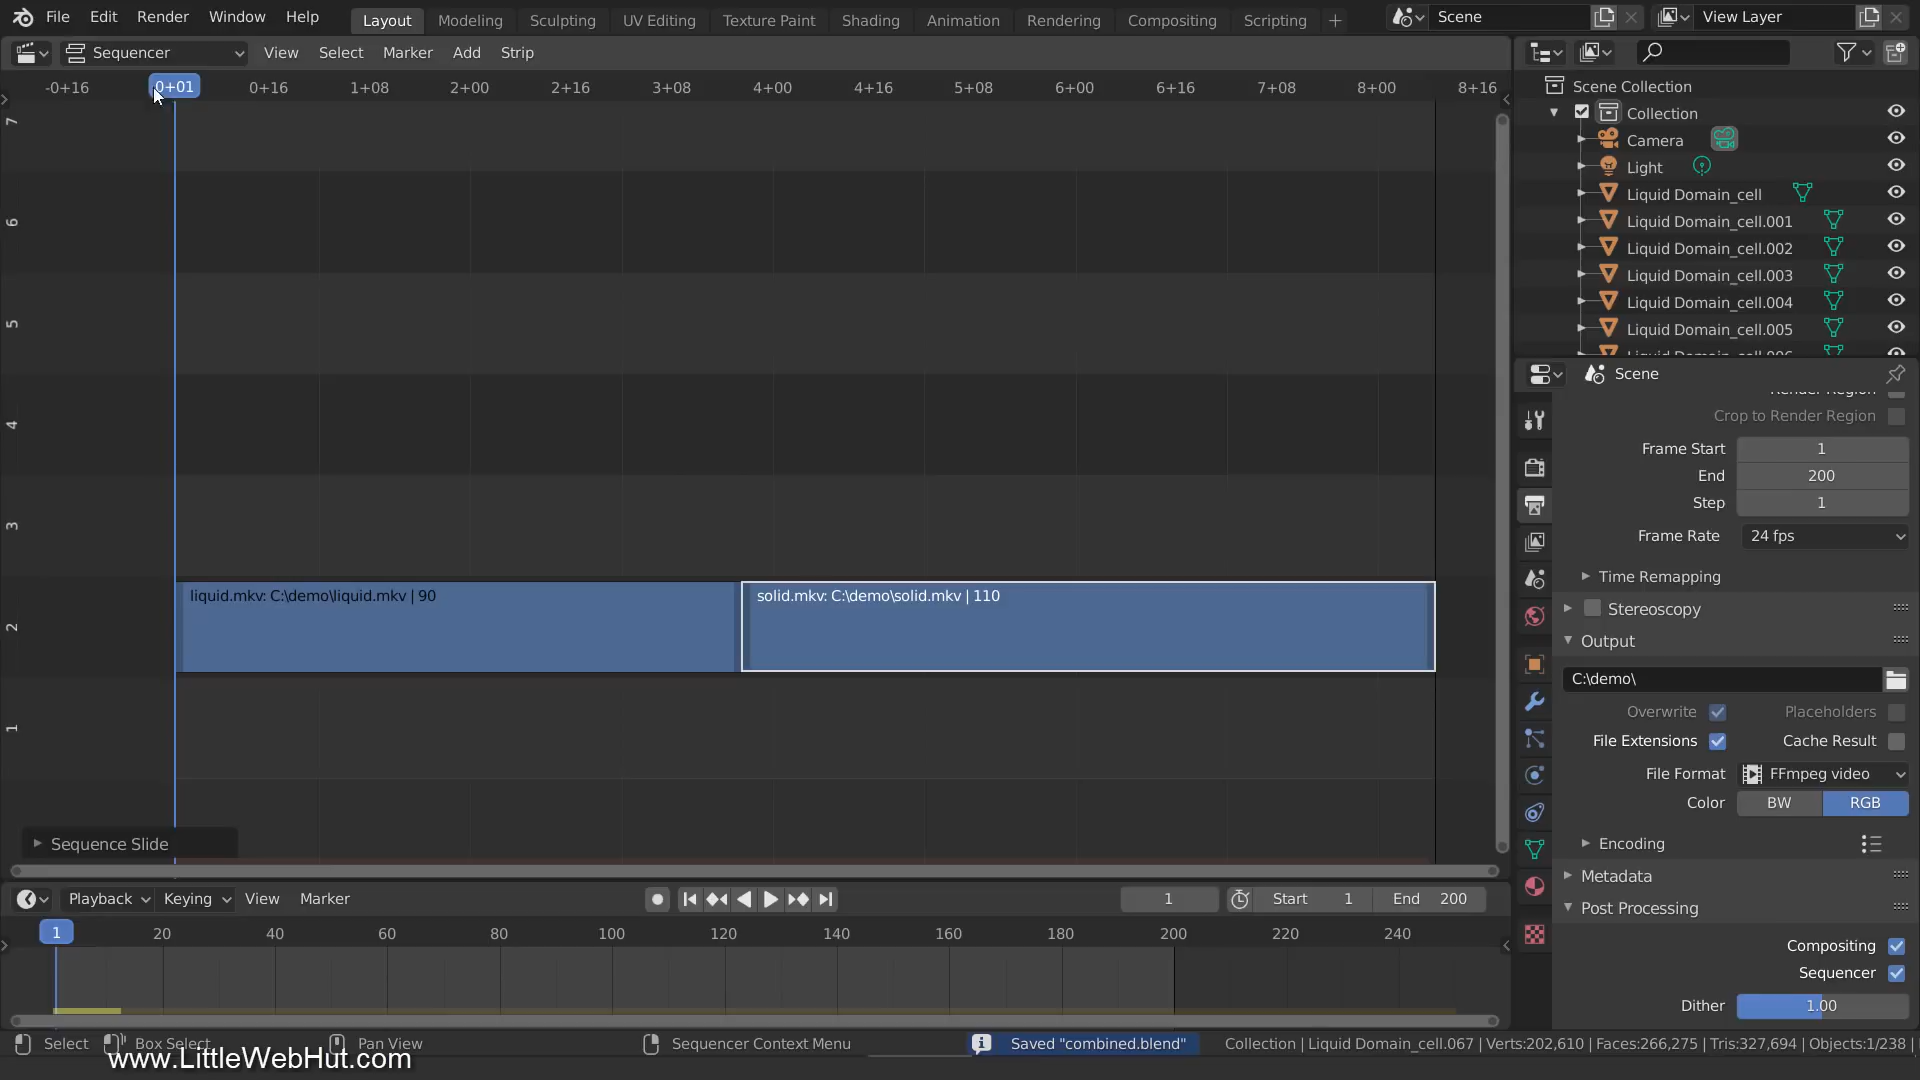 File Edit Render Window Help Layout Modeling Sculpting UV Editing Texture Paint Shading Animation Rendering Compositing Scripting + Scene View Layer
Sequencer View Select Marker Add Strip
-0+16 0+01 0+16 1+08 2+00 2+16 3+08 4+00 4+16 5+08 6+00 6+16 7+08 8+00 8+16
7
6
5
4
3
2
1
liquid.mkv: C:\demo\liquid.mkv | 90
solid.mkv: C:\demo\solid.mkv | 110
Sequence Slide
Scene Collection
Collection
Camera
Light
Liquid Domain_cell
Liquid Domain_cell.001
Liquid Domain_cell.002
Liquid Domain_cell.003
Liquid Domain_cell.004
Liquid Domain_cell.005
Liquid Domain_cell.006
Scene
Render Region
Crop to Render Region
Frame Start 1
End 200
Step 1
Frame Rate 24 fps
Time Remapping
Stereoscopy
Output
C:\demo\
Overwrite Placeholders
File Extensions Cache Result
File Format FFmpeg video
Color BW RGB
Encoding
Metadata
Post Processing
Compositing
Sequencer
Dither 1.00
Playback Keying View Marker 1 Start 1 End 200
1 20 40 60 80 100 120 140 160 180 200 220 240
Select Box Select Pan View Sequencer Context Menu Saved "combined.blend" Collection | Liquid Domain_cell.067 | Verts:202,610 | Faces:266,275 | Tris:327,694 | Objects:1/238 |
www.LittleWebHut.com